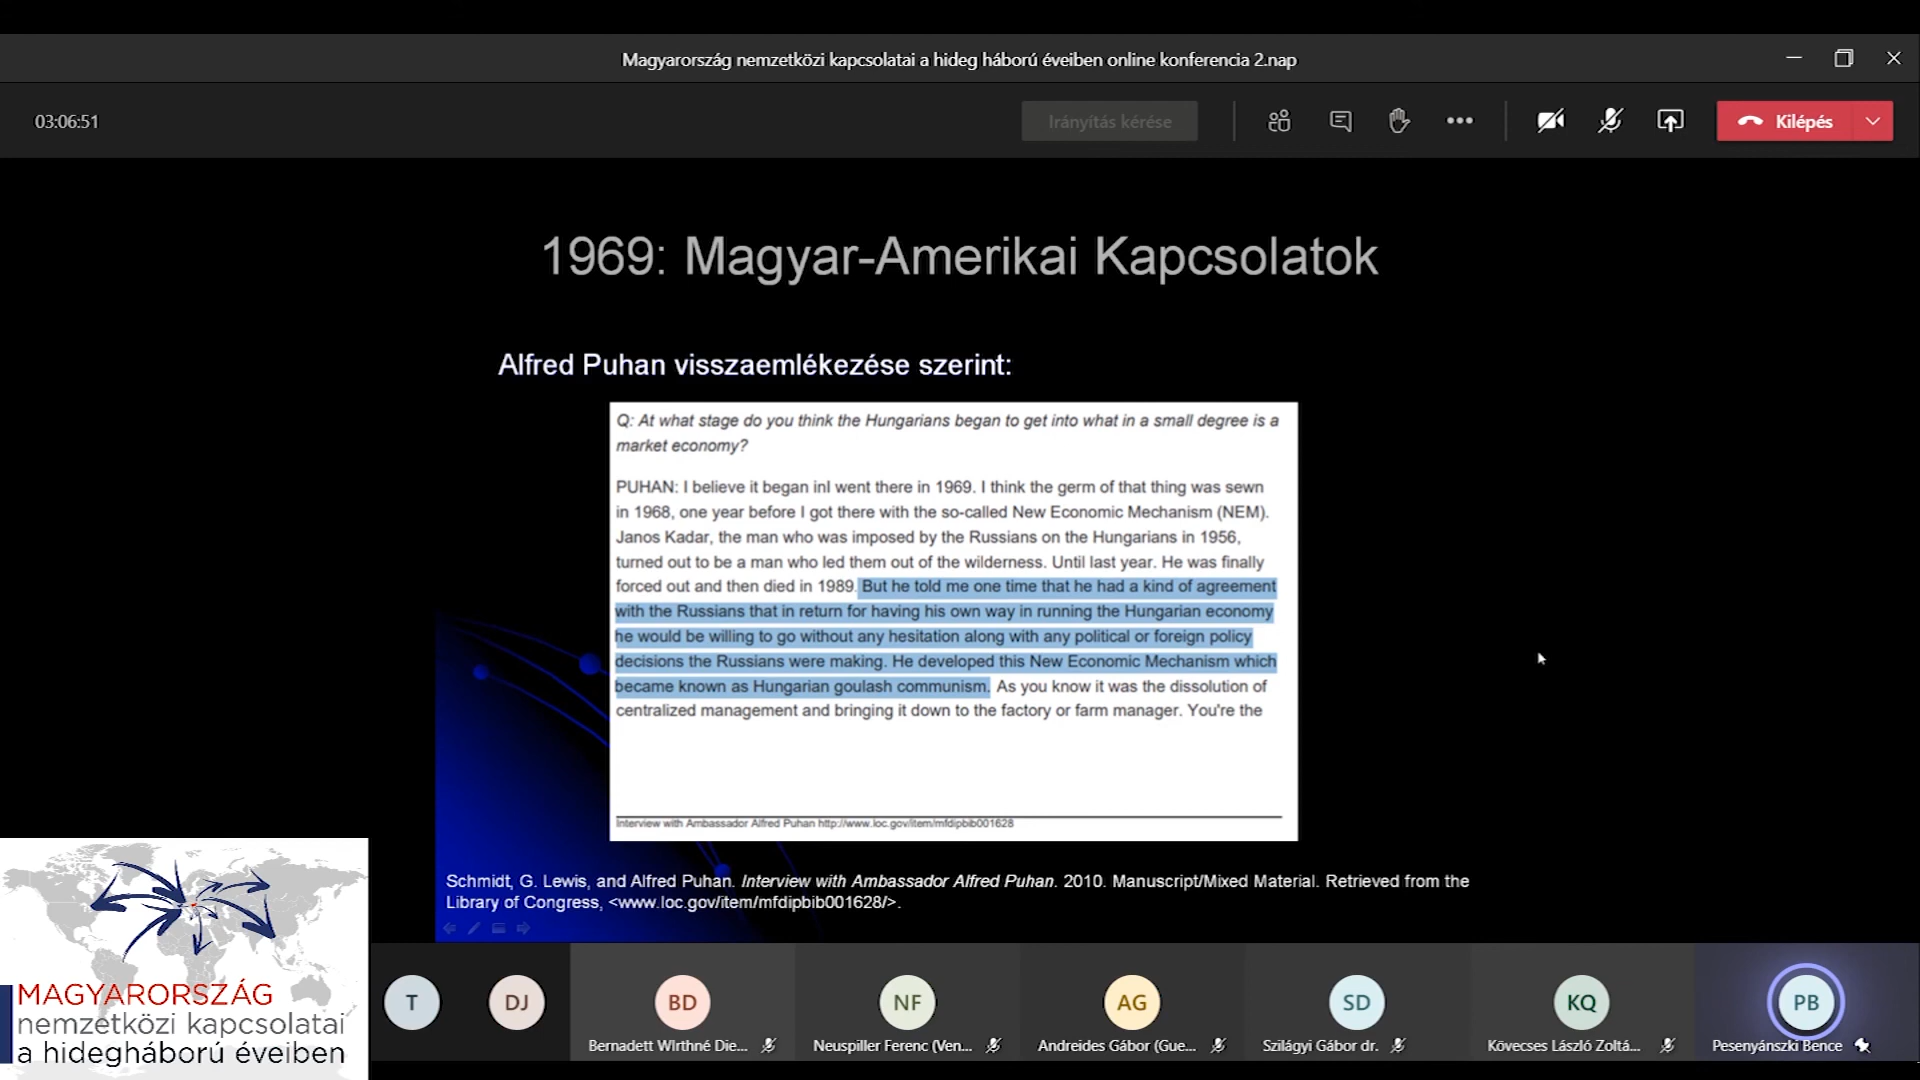 Magyarország nemzetközi kapcsolatai a hideg háború éveiben online konferencia 2.nap
03:06:51
Irányítás kérése
Kilépés
1969: Magyar-Amerikai Kapcsolatok
Alfred Puhan visszaemlékezése szerint:
Q: At what stage do you think the Hungarians began to get into what in a small degree is a
market economy?
PUHAN: I believe it began inI went there in 1969. I think the germ of that thing was sewn
in 1968, one year before I got there with the so-called New Economic Mechanism (NEM).
Janos Kadar, the man who was imposed by the Russians on the Hungarians in 1956,
turned out to be a man who led them out of the wilderness. Until last year. He was finally
forced out and then died in 1989. But he told me one time that he had a kind of agreement
with the Russians that in return for having his own way in running the Hungarian economy
he would be willing to go without any hesitation along with any political or foreign policy
decisions the Russians were making. He developed this New Economic Mechanism which
became known as Hungarian goulash communism. As you know it was the dissolution of
centralized management and bringing it down to the factory or farm manager. You're the
Interview with Ambassador Alfred Puhan http://www.loc.gov/item/mfdipbib001628
Schmidt, G. Lewis, and Alfred Puhan. Interview with Ambassador Alfred Puhan. 2010. Manuscript/Mixed Material. Retrieved from the
Library of Congress, <www.loc.gov/item/mfdipbib001628/>.
MAGYARORSZÁG
nemzetközi kapcsolatai
a hidegháború éveiben
T
DJ
BD
NF
AG
SD
KQ
PB
Bernadett WIrthné Die...
Neuspiller Ferenc (Ven...
Andreides Gábor (Gue...
Szilágyi Gábor dr.
Kövecses László Zoltá...
Pesenyánszki Bence